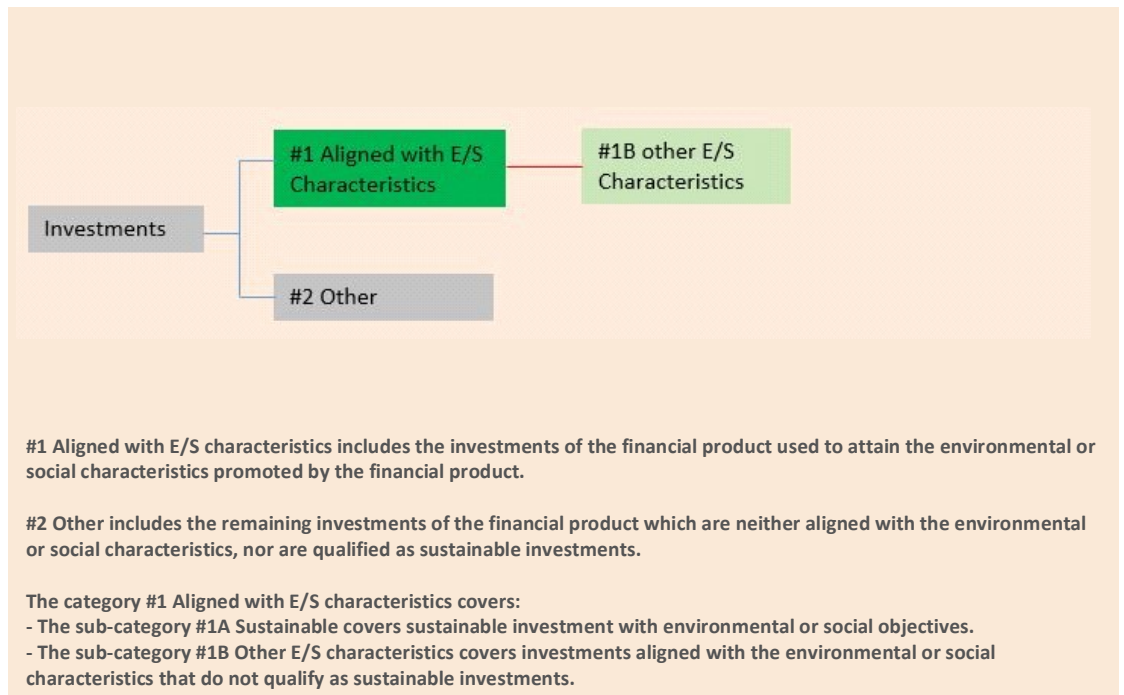 #1 Aligned with E/S
Characteristics
#1B other E/S
Characteristics
Investments
#2 Other
#1 Aligned with E/S characteristics includes the investments of the financial product used to attain the environmental or
social characteristics promoted by the financial product.
#2 Other includes the remaining investments of the financial product which are neither aligned with the environmental
or social characteristics, nor are qualified as sustainable investments.
The category #1 Aligned with E/S characteristics covers:
- The sub-category #1A Sustainable covers sustainable investment with environmental or social objectives.
- The sub-category #1B Other E/S characteristics covers investments aligned with the environmental or social
characteristics that do not qualify as sustainable investments.